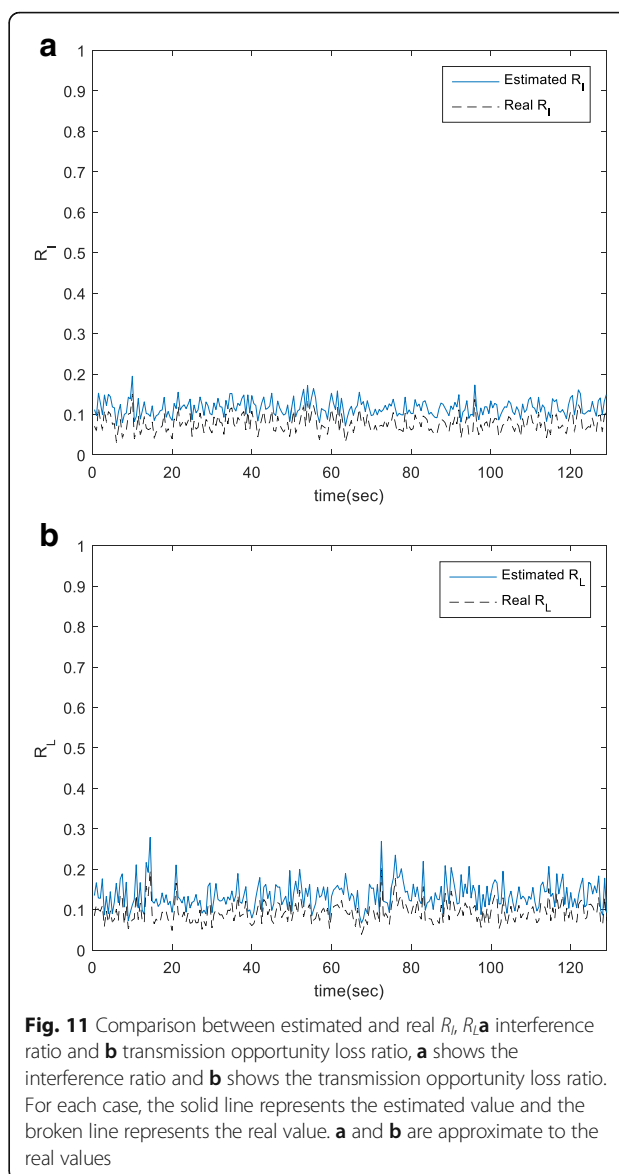 a
1
0.9
0.8
0.7
0.6
0.5
0.4
0.3
0.2
0.1
0
R_I
Estimated R_I
Real R_I
0 20 40 60 80 100 120
time(sec)
b
1
0.9
0.8
0.7
0.6
0.5
0.4
0.3
0.2
0.1
0
R_L
Estimated R_L
Real R_L
0 20 40 60 80 100 120
time(sec)
Fig. 11 Comparison between estimated and real R_I, R_L a interference
ratio and b transmission opportunity loss ratio, a shows the
interference ratio and b shows the transmission opportunity loss ratio.
For each case, the solid line represents the estimated value and the
broken line represents the real value. a and b are approximate to the
real values